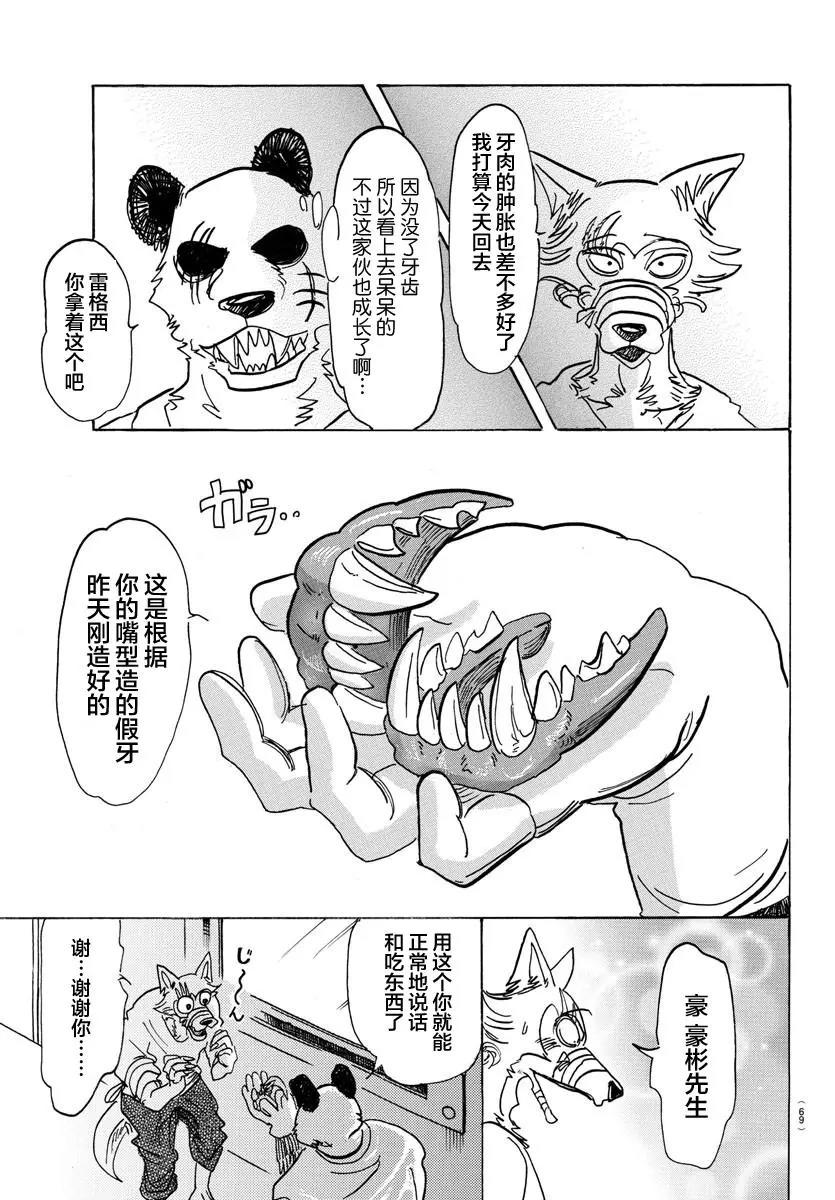 牙肉的肿胀也差不多好了
我打算今天回去
因为没了牙齿
所以看上去呆呆的
不过这家伙也成长了啊…
雷格西
你拿着这个吧
ガラ‥
这是根据
你的嘴型造的假牙
昨天刚造好的
豪 豪彬先生
用这个你就能
正常地说话
和吃东西了
じ～ん
谢…谢谢你……
(69)